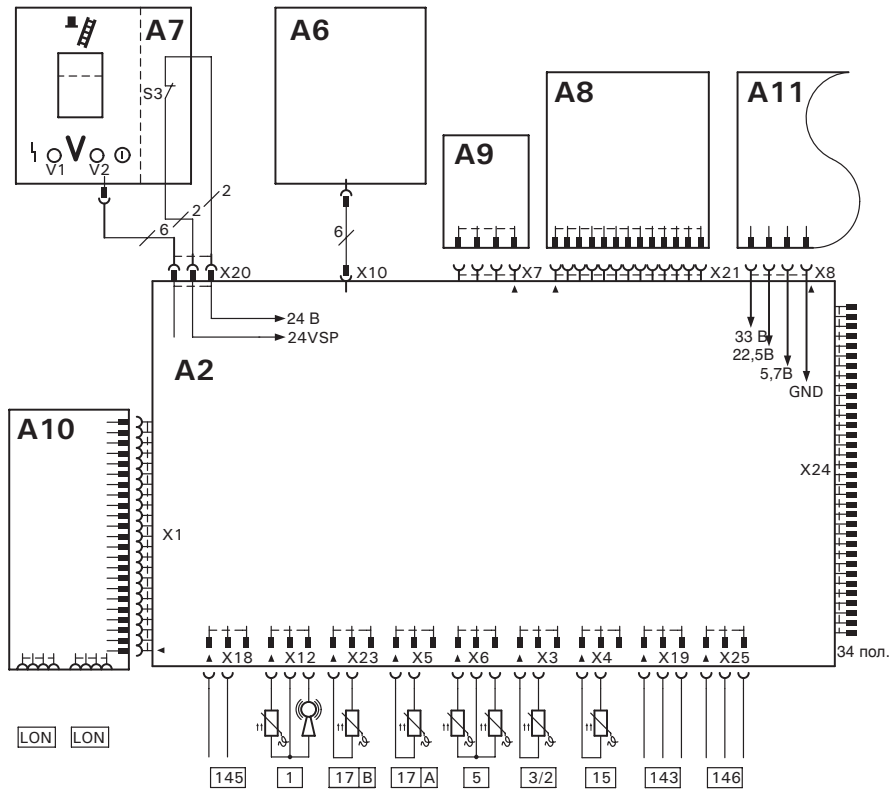 A7
A6
A8
A11
S3
A9
V1
V2
2
2
6
6
X20
X10
X7
X21
X8
24 В
24VSP
33 В
22,5В
5,7В
GND
A2
A10
X24
X1
34 пол.
X18
X12
X23
X5
X6
X3
X4
X19
X25
LON
LON
145
1
17 B
17 A
5
3/2
15
143
146